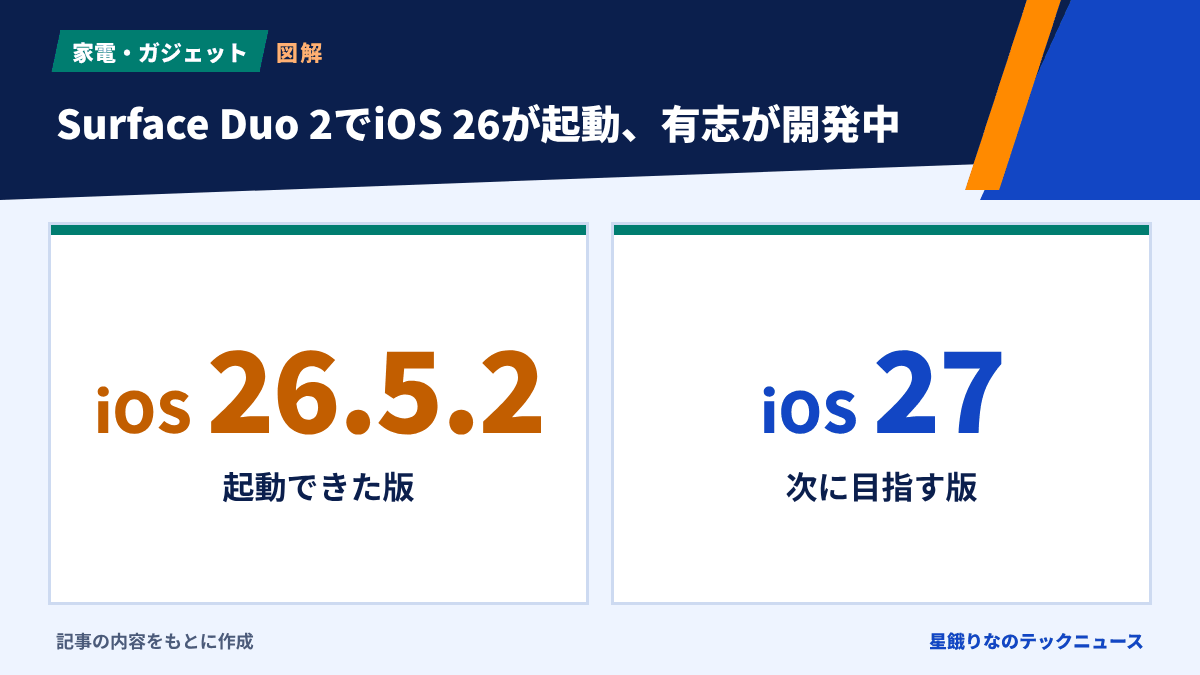 家電・ガジェット 図解
Surface Duo 2でiOS 26が起動、有志が開発中
iOS 26.5.2
起動できた版
iOS 27
次に目指す版
記事の内容をもとに作成
星餓りなのテックニュース